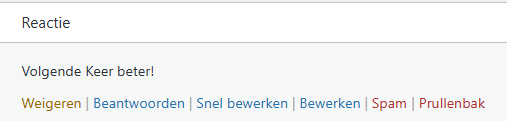 Reactie
Volgende Keer beter!
Weigeren | Beantwoorden | Snel bewerken | Bewerken | Spam | Prullenbak